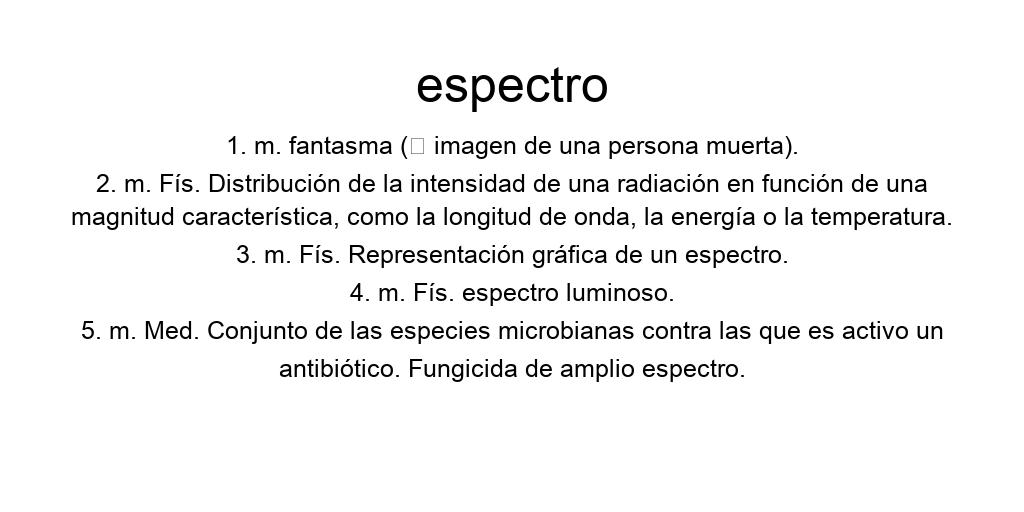 espectro
1. m. fantasma (□ imagen de una persona muerta).
2. m. Fís. Distribución de la intensidad de una radiación en función de una
magnitud característica, como la longitud de onda, la energía o la temperatura.
3. m. Fís. Representación gráfica de un espectro.
4. m. Fís. espectro luminoso.
5. m. Med. Conjunto de las especies microbianas contra las que es activo un
antibiótico. Fungicida de amplio espectro.